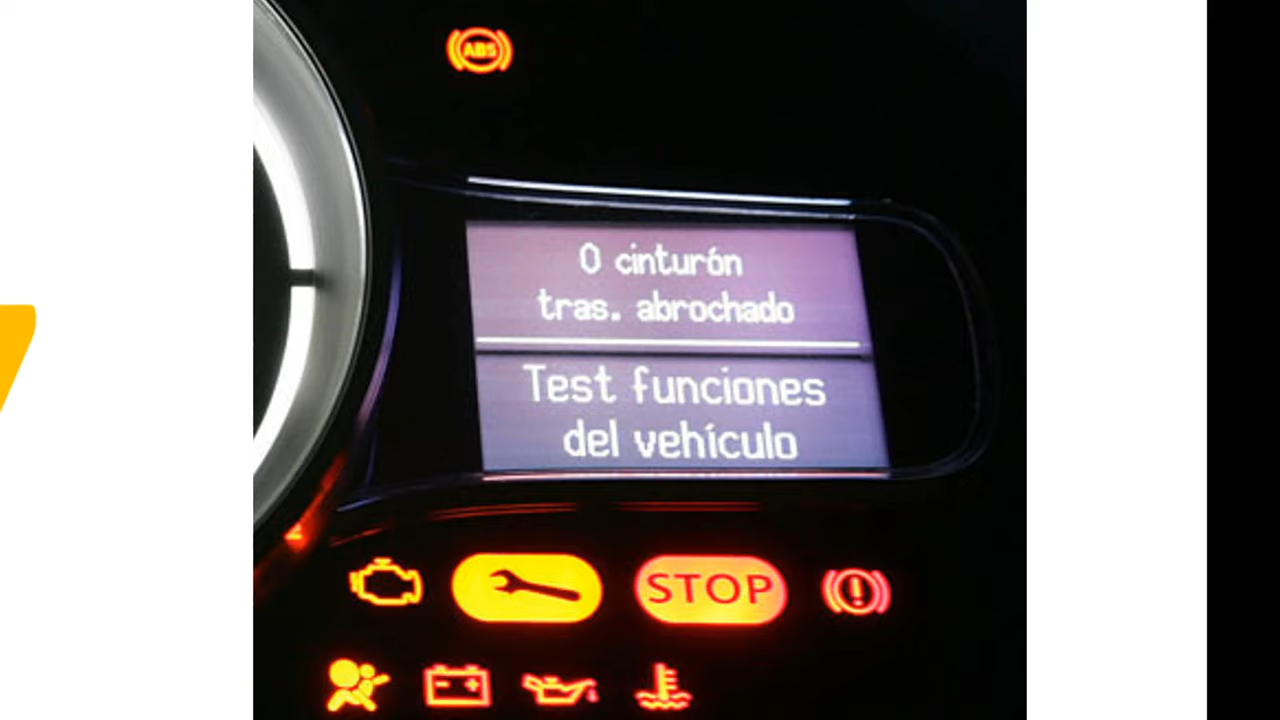 ABS
0 cinturón
tras. abrochado
Test funciones
del vehículo
STOP